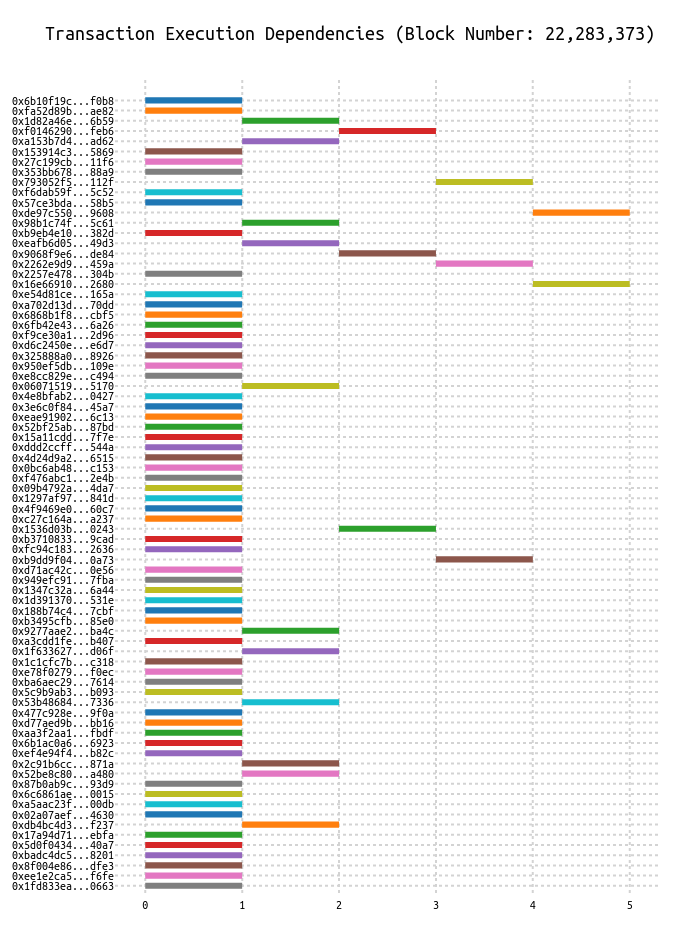 Transaction Execution Dependencies (Block Number: 22,283,373)
0x6b10f19c...f0b8
0xfa52d89b...ae82
0x1d82a46e...6b59
0xf0146290...feb6
0xa153b7d4...ad62
0x153914c3...5869
0x27c199cb...11f6
0x353bb678...88a9
0x793052f5...112f
0xf6dab59f...5c52
0x57ce3bda...58b5
0xde97c550...9608
0x98b1c74f...5c61
0xb9eb4e10...382d
0xeafb6d05...49d3
0x9068f9e6...de84
0x2262e9d9...459a
0x2257e478...304b
0x16e66910...2680
0xe54d81ce...165a
0xa702d13d...70dd
0x6868b1f8...cbf5
0x6fb42e43...6a26
0xf9ce30a1...2d96
0xd6c2450e...e6d7
0x325888a0...8926
0x950ef5db...109e
0xe8cc829e...c494
0x06071519...5170
0x4e8bfab2...0427
0x3e6c0f84...45a7
0xeae91902...6c13
0x52bf25ab...87bd
0x15a11cdd...7f7e
0xddd2ccff...544a
0x4d24d9a2...6515
0x0bc6ab48...c153
0xf476abc1...2e4b
0x09b4792a...4da7
0x1297af97...841d
0x4f9469e0...60c7
0xc27c164a...a237
0x1536d03b...0243
0xb3710833...9cad
0xfc94c183...2636
0xb9dd9f04...0a73
0xd71ac42c...0e56
0x949efc91...7fba
0x1347c32a...6a44
0x1d391370...531e
0x188b74c4...7cbf
0xb3495cfb...85e0
0x9277aae2...ba4c
0xa3cdd1fe...b407
0x1f633627...d06f
0x1c1cfc7b...c318
0xe78f0279...f0ec
0xba6aec29...7614
0x5c9b9ab3...b093
0x53b48684...7336
0x477c928e...9f0a
0xd77aed9b...bb16
0xaa3f2aa1...fbdf
0x6b1ac0a6...6923
0xef4e94f4...b82c
0x2c91b6cc...871a
0x52be8c80...a480
0x87b0ab9c...93d9
0x6c6861ae...0015
0xa5aac23f...00db
0x02a07aef...4630
0xdb4bc4d3...f237
0x17a94d71...ebfa
0x5d0f0434...40a7
0xbadc4dc5...8201
0x8f004e86...dfe3
0xee1e2ca5...f6fe
0x1fd833ea...0663
0 1 2 3 4 5